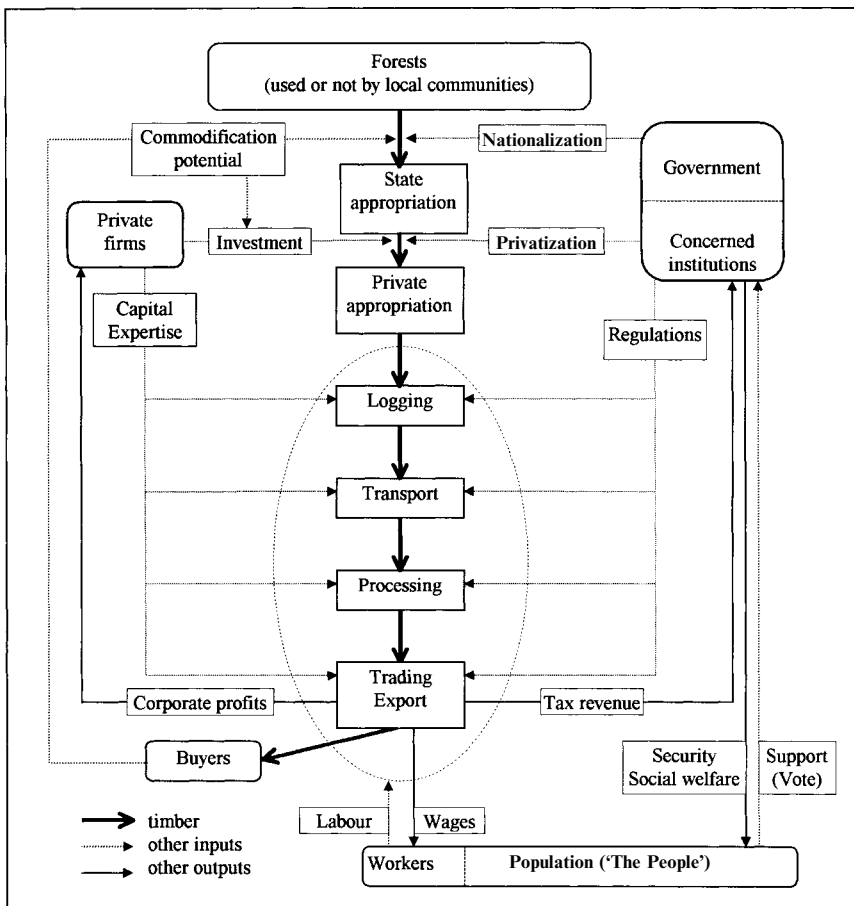 Forests
(used or not by local communities)
Commodification
potential
Nationalization
Government
State
appropriation
Private
firms
Investment
Privatization
Concerned
institutions
Private
appropriation
Capital
Expertise
Regulations
Logging
Transport
Processing
Trading
Export
Corporate profits
Tax revenue
Buyers
Security
Social welfare
Support
(Vote)
timber
other inputs
other outputs
Labour
Wages
Workers
Population ('The People')